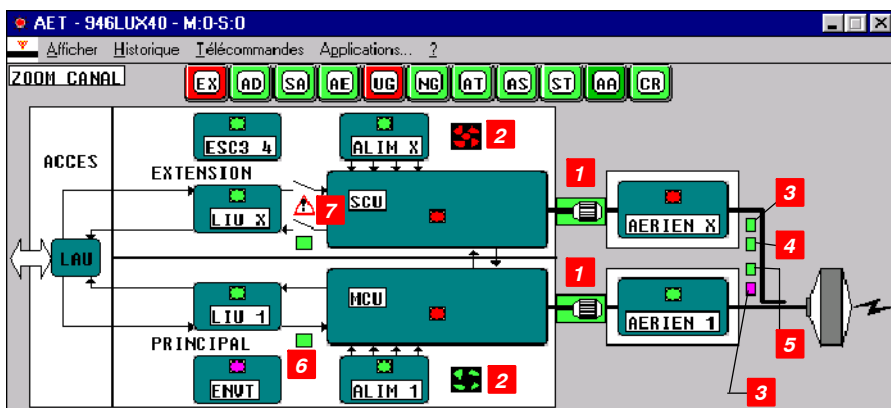 AET - 946LUX40 - M:0-S:0
Afficher Historique Télécommandes Applications... ?
ZOOM CANAL
EX AD SA AE UG NG AT AS ST AA CR
ESC3 4
ALIM X
2
ACCES
EXTENSION
1
LIU X
7
SCU
AERIEN X
3
4
LAU
LIU 1
MCU
1
AERIEN 1
5
PRINCIPAL
6
ENVT
ALIM 1
2
3